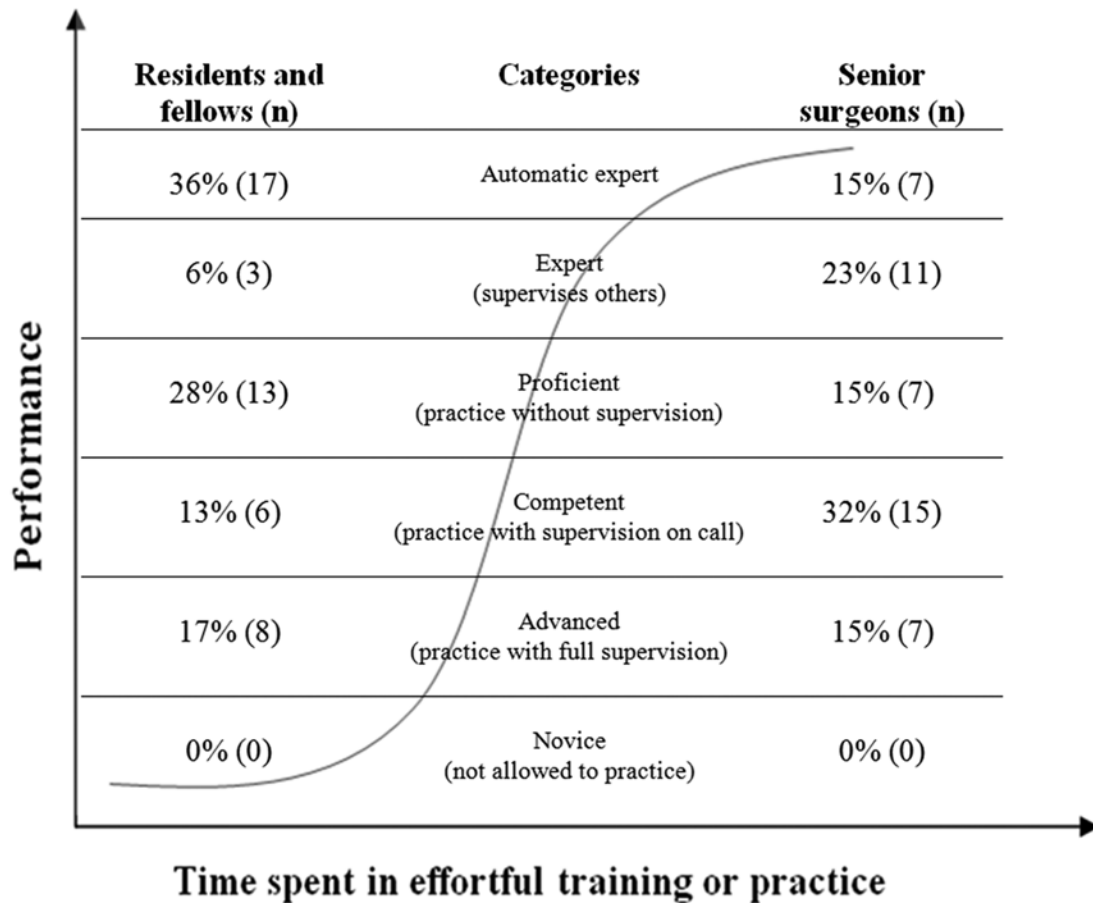 Residents and
fellows (n)
Categories
Senior
surgeons (n)
36% (17)
Automatic expert
15% (7)
6% (3)
Expert
(supervises others)
23% (11)
28% (13)
Proficient
(practice without supervision)
15% (7)
13% (6)
Competent
(practice with supervision on call)
32% (15)
17% (8)
Advanced
(practice with full supervision)
15% (7)
0% (0)
Novice
(not allowed to practice)
0% (0)
Performance
Time spent in effortful training or practice